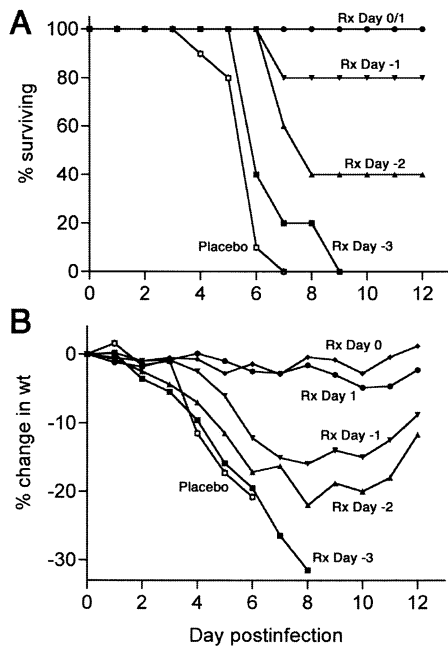 A
Rx Day 0/1
100
Rx Day -1
80
% surviving
60
Rx Day -2
40
20
Placebo
Rx Day -3
0
0 2 4 6 8 10 12
B
Rx Day 0
0
Rx Day 1
% change in wt
-10
Rx Day -1
Placebo
-20
Rx Day -2
-30
Rx Day -3
0 2 4 6 8 10 12
Day postinfection